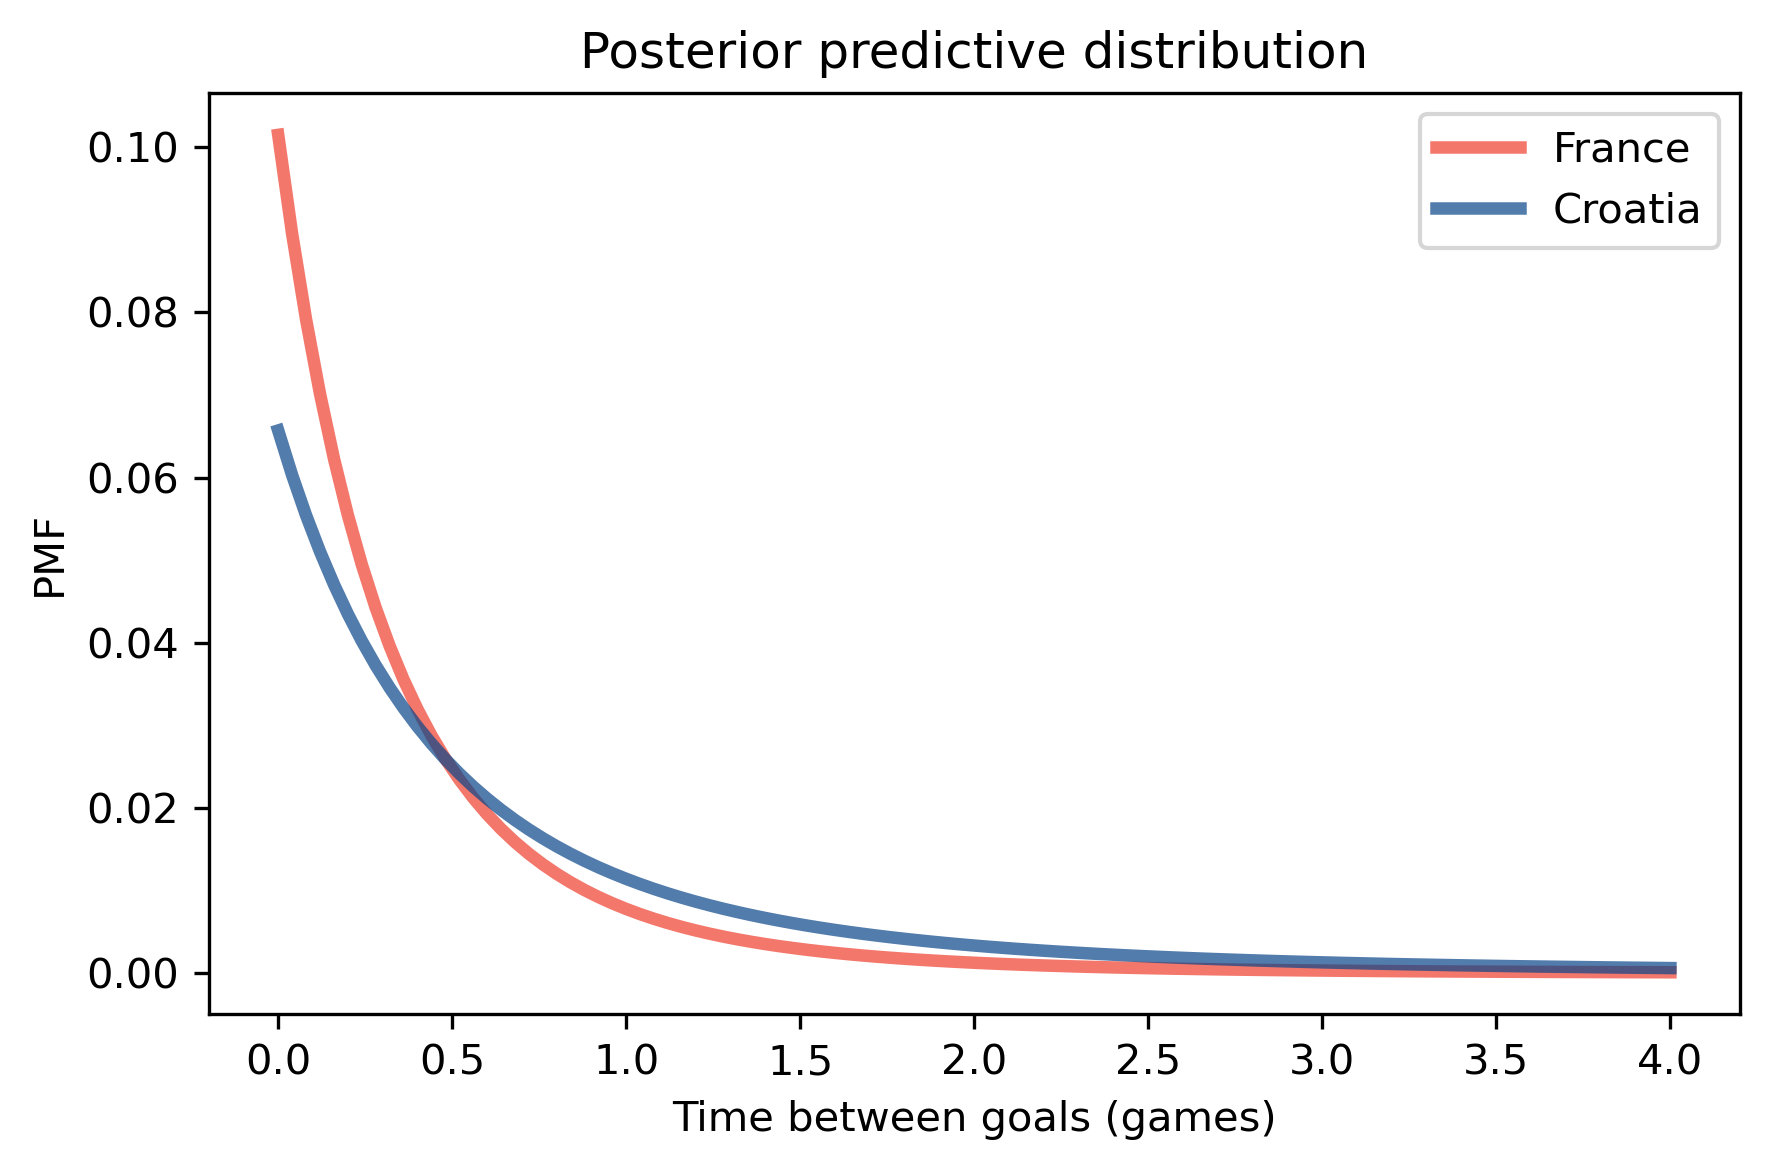 Posterior predictive distribution
France
Croatia
0.10
0.08
0.06
0.04
0.02
0.00
PMF
0.0 0.5 1.0 1.5 2.0 2.5 3.0 3.5 4.0
Time between goals (games)